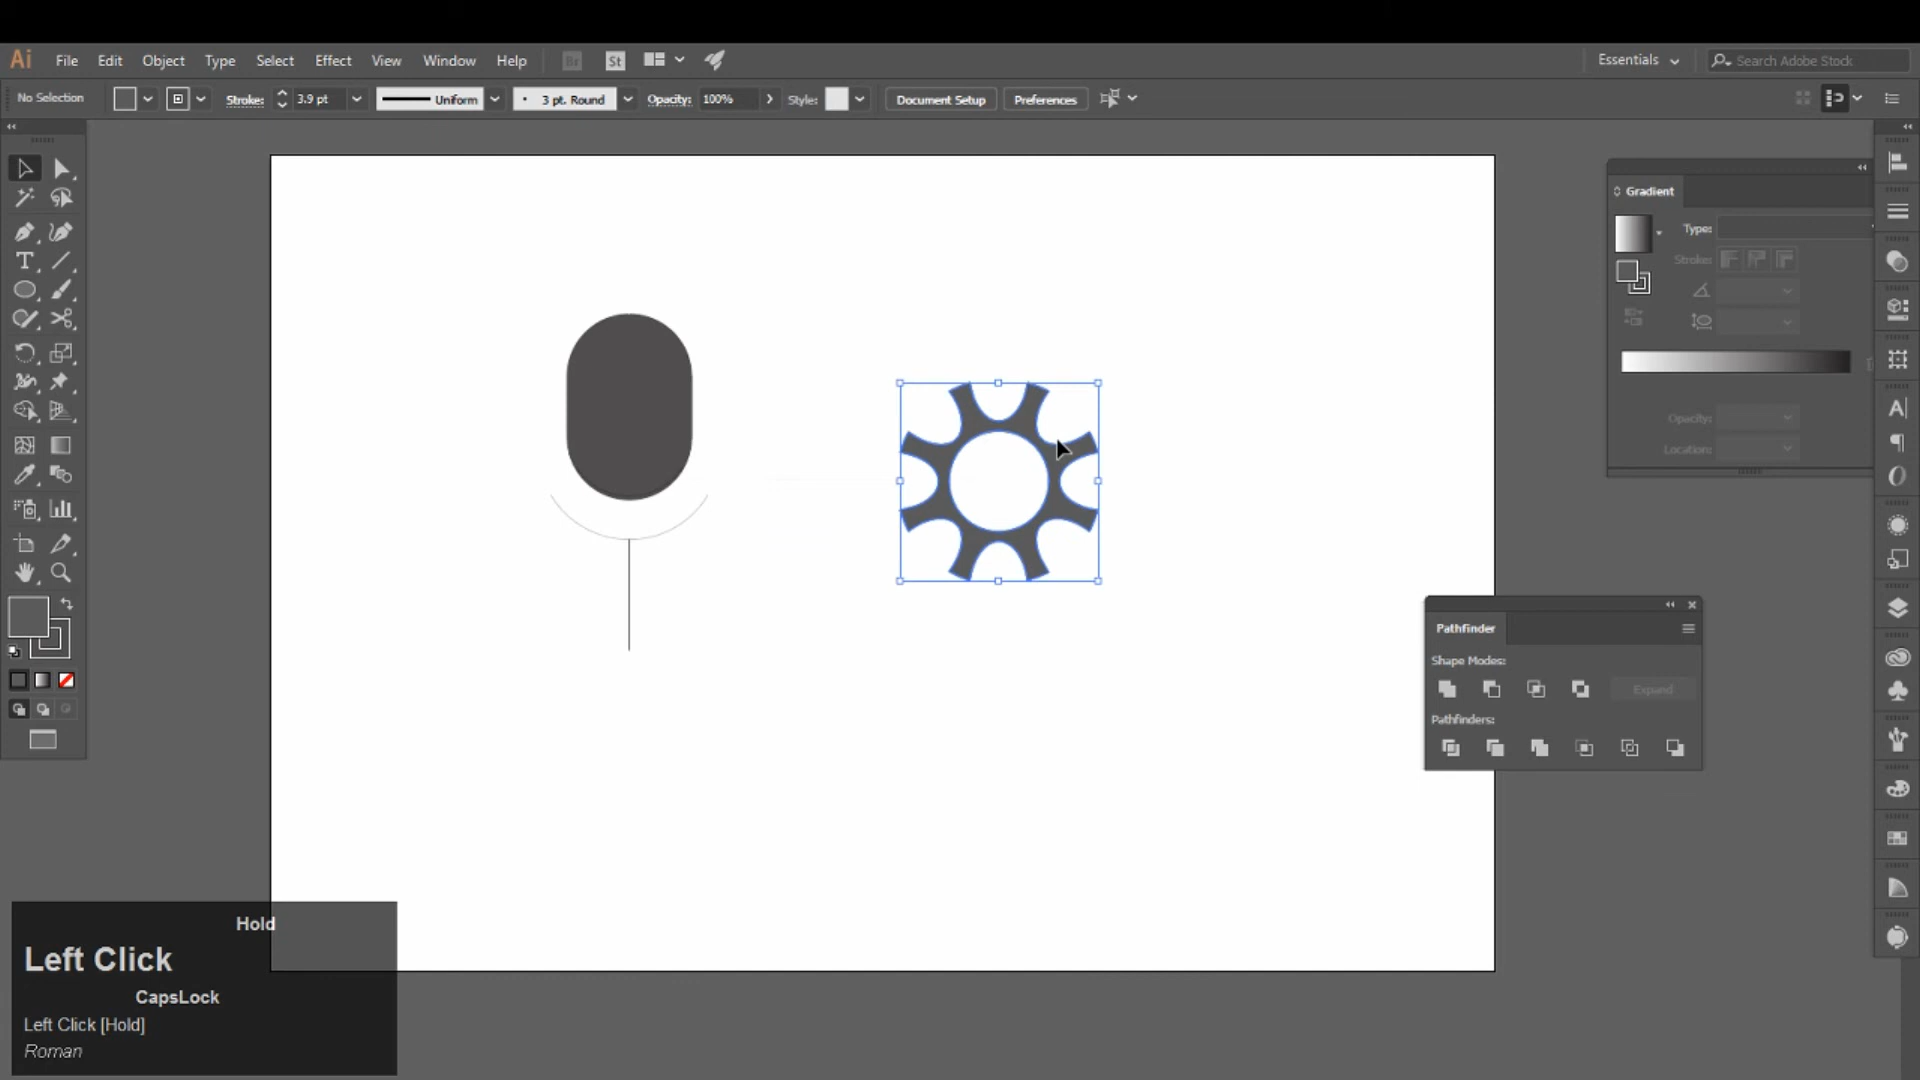 Ai File Edit Object Type Select Effect View Window Help Br St Essentials Search Adobe Stock
No Selection Stroke: 3.9 pt Uniform 3 pt. Round Opacity: 100% Style: Document Setup Preferences
Gradient
Type:
Stroke:
Opacity:
Location:
Pathfinder
Shape Modes:
Expand
Pathfinders:
Hold
Left Click
CapsLock
Left Click [Hold]
Roman